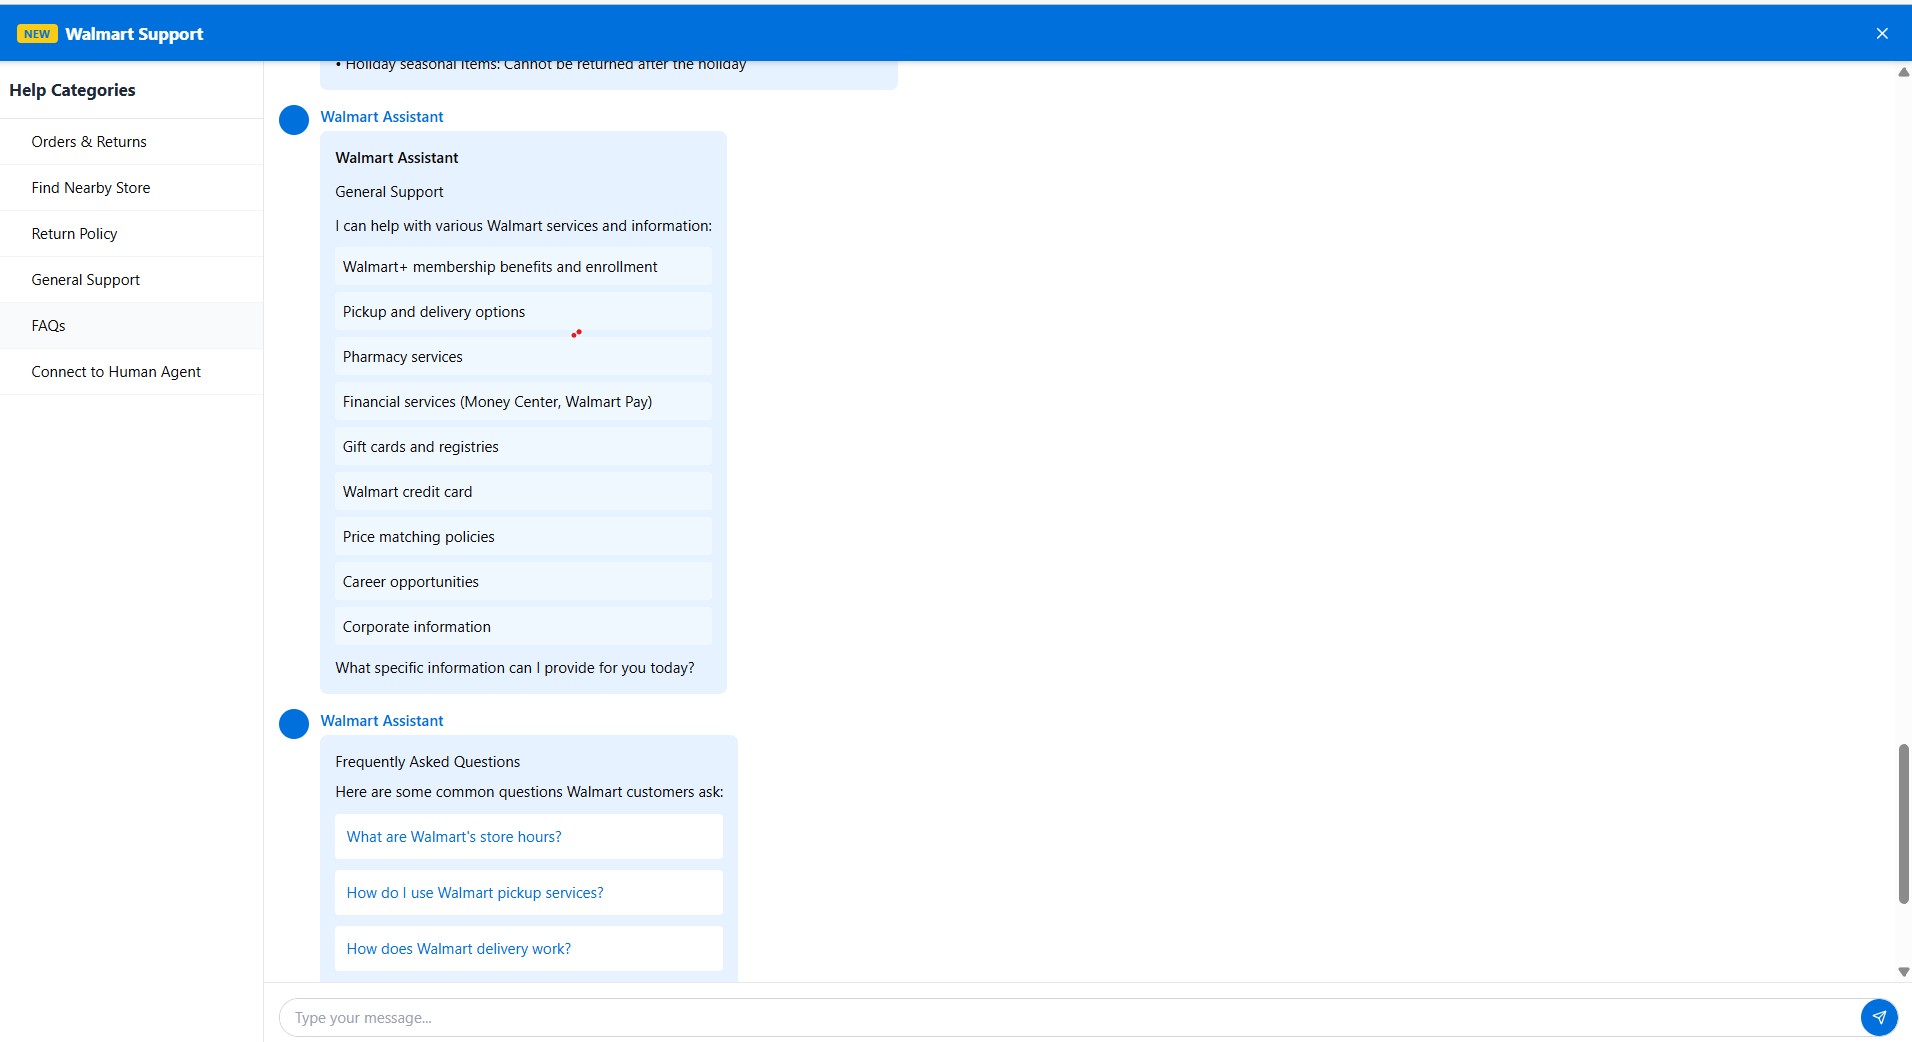 NEW Walmart Support
Help Categories
Orders & Returns
Find Nearby Store
Return Policy
General Support
FAQs
Connect to Human Agent
• Holiday seasonal items: Cannot be returned after the holiday
Walmart Assistant
Walmart Assistant
General Support
I can help with various Walmart services and information:
Walmart+ membership benefits and enrollment
Pickup and delivery options
Pharmacy services
Financial services (Money Center, Walmart Pay)
Gift cards and registries
Walmart credit card
Price matching policies
Career opportunities
Corporate information
What specific information can I provide for you today?
Walmart Assistant
Frequently Asked Questions
Here are some common questions Walmart customers ask:
What are Walmart's store hours?
How do I use Walmart pickup services?
How does Walmart delivery work?
Type your message...